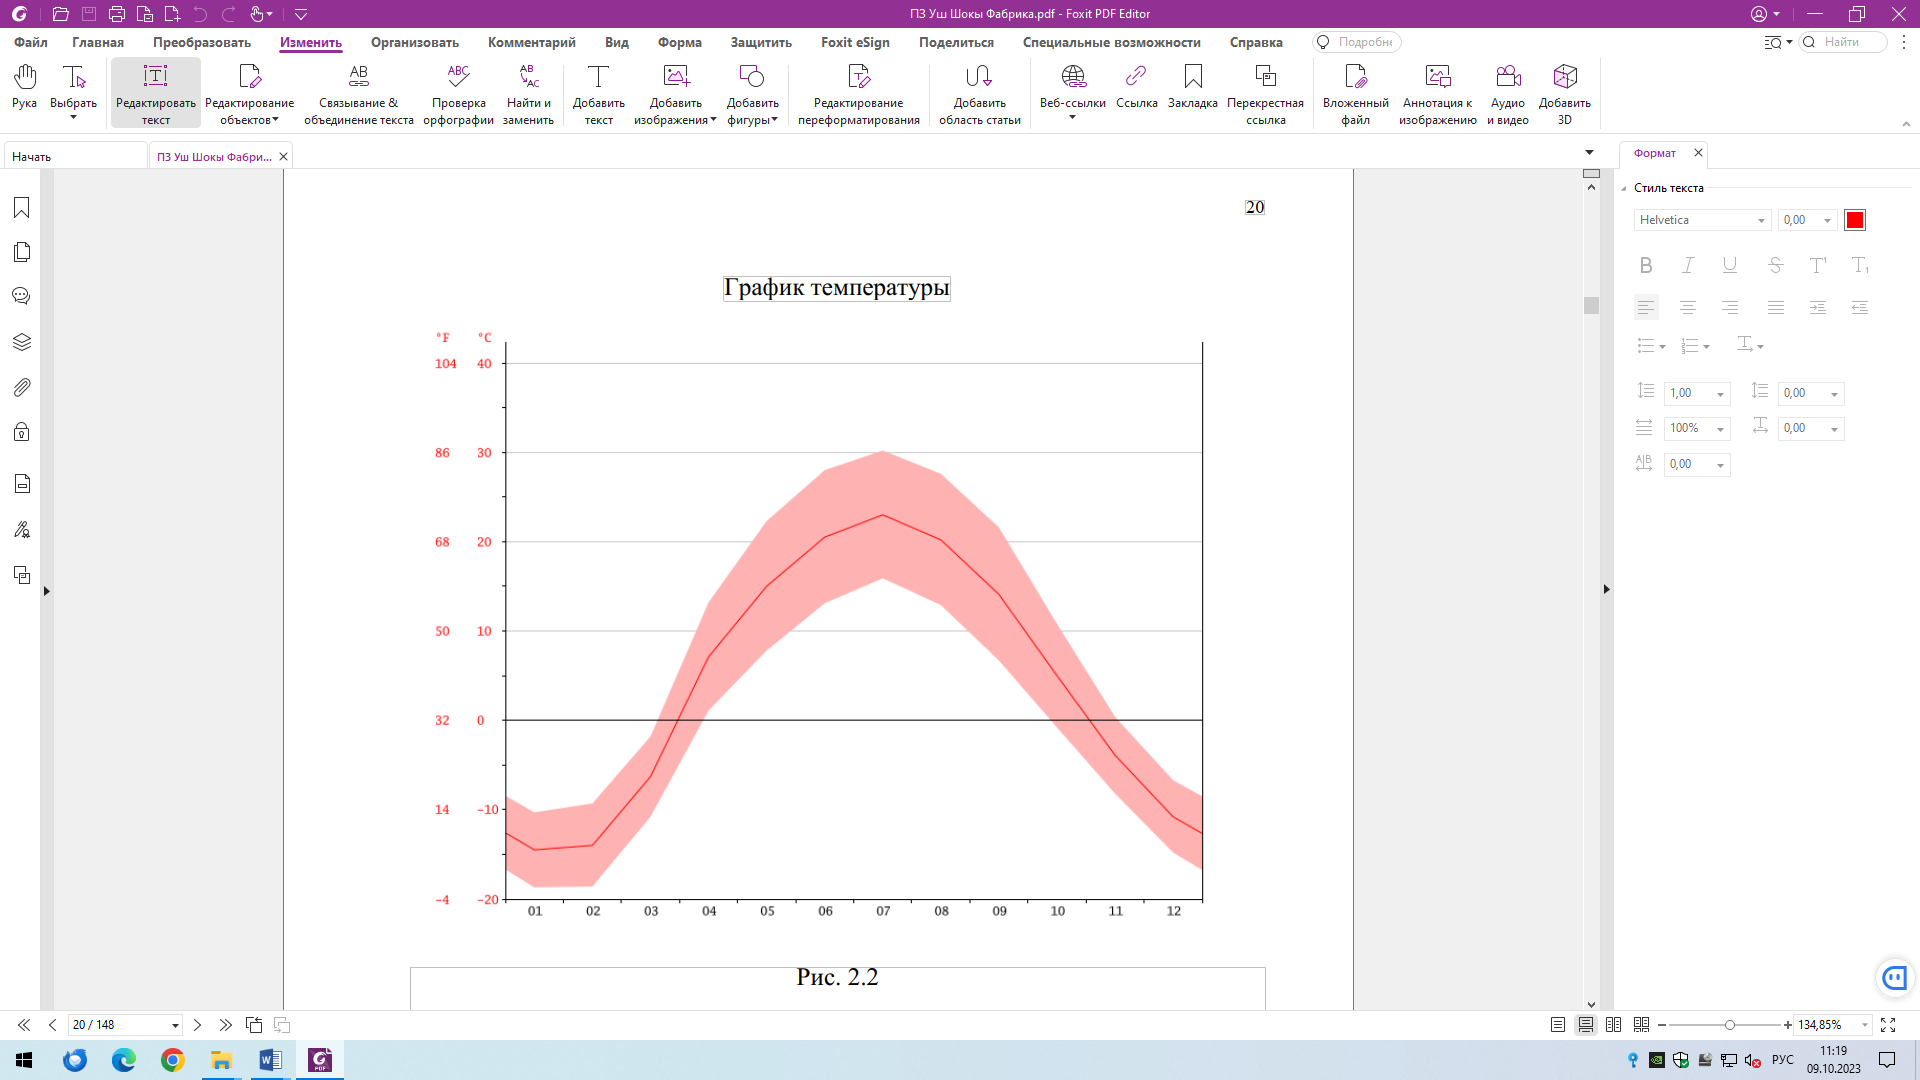 ПЗ Уш Шокы Фабрика.pdf - Foxit PDF Editor
Файл Главная Преобразовать Изменить Организовать Комментарий Вид Форма Защитить Foxit eSign Поделиться Специальные возможности Справка Подробне Найти
Рука Выбрать Редактировать текст Редактирование объектов Связывание & объединение текста Проверка орфографии Найти и заменить Добавить текст Добавить изображения Добавить фигуры Редактирование переформатирования Добавить область статьи Веб-ссылки Ссылка Закладка Перекрестная ссылка Вложенный файл Аннотация к изображению Аудио и видео Добавить 3D
Начать ПЗ Уш Шокы Фабри... Формат
Стиль текста
Helvetica 0,00
1,00 0,00
100% 0,00
0,00
20
График температуры
°F °C
104 40
86 30
68 20
50 10
32 0
14 -10
-4 -20
01 02 03 04 05 06 07 08 09 10 11 12
Рис. 2.2
20 / 148 134,85%
РУС 11:19
09.10.2023